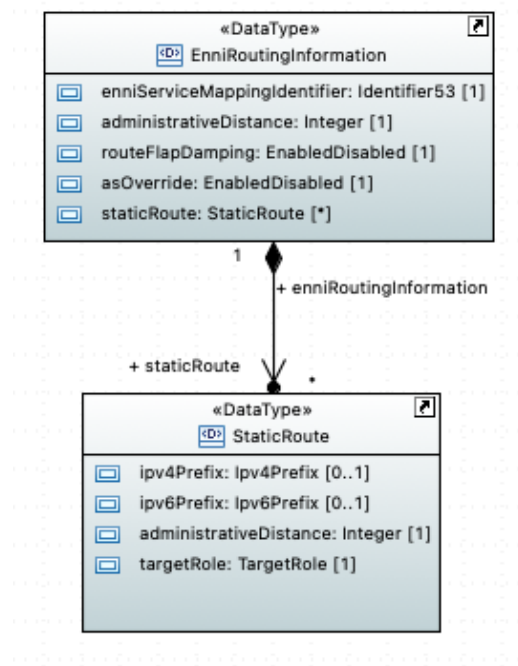 «DataType»
«D» EnniRoutingInformation
enniServiceMappingIdentifier: Identifier53 [1]
administrativeDistance: Integer [1]
routeFlapDamping: EnabledDisabled [1]
asOverride: EnabledDisabled [1]
staticRoute: StaticRoute [*]
1
+ enniRoutingInformation
+ staticRoute
*
«DataType»
«D» StaticRoute
ipv4Prefix: Ipv4Prefix [0..1]
ipv6Prefix: Ipv6Prefix [0..1]
administrativeDistance: Integer [1]
targetRole: TargetRole [1]